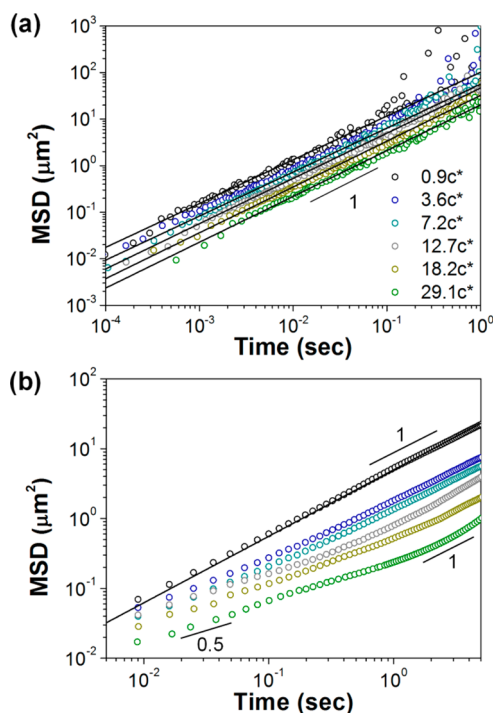 (a)
10³
10²
10¹
10⁰
10⁻¹
10⁻²
10⁻³
MSD (μm²)
1
0.9c*
3.6c*
7.2c*
12.7c*
18.2c*
29.1c*
10⁻⁴ 10⁻³ 10⁻² 10⁻¹ 10⁰
Time (sec)
(b)
10²
10¹
10⁰
10⁻¹
10⁻²
MSD (μm²)
1
1
0.5
10⁻² 10⁻¹ 10⁰
Time (sec)